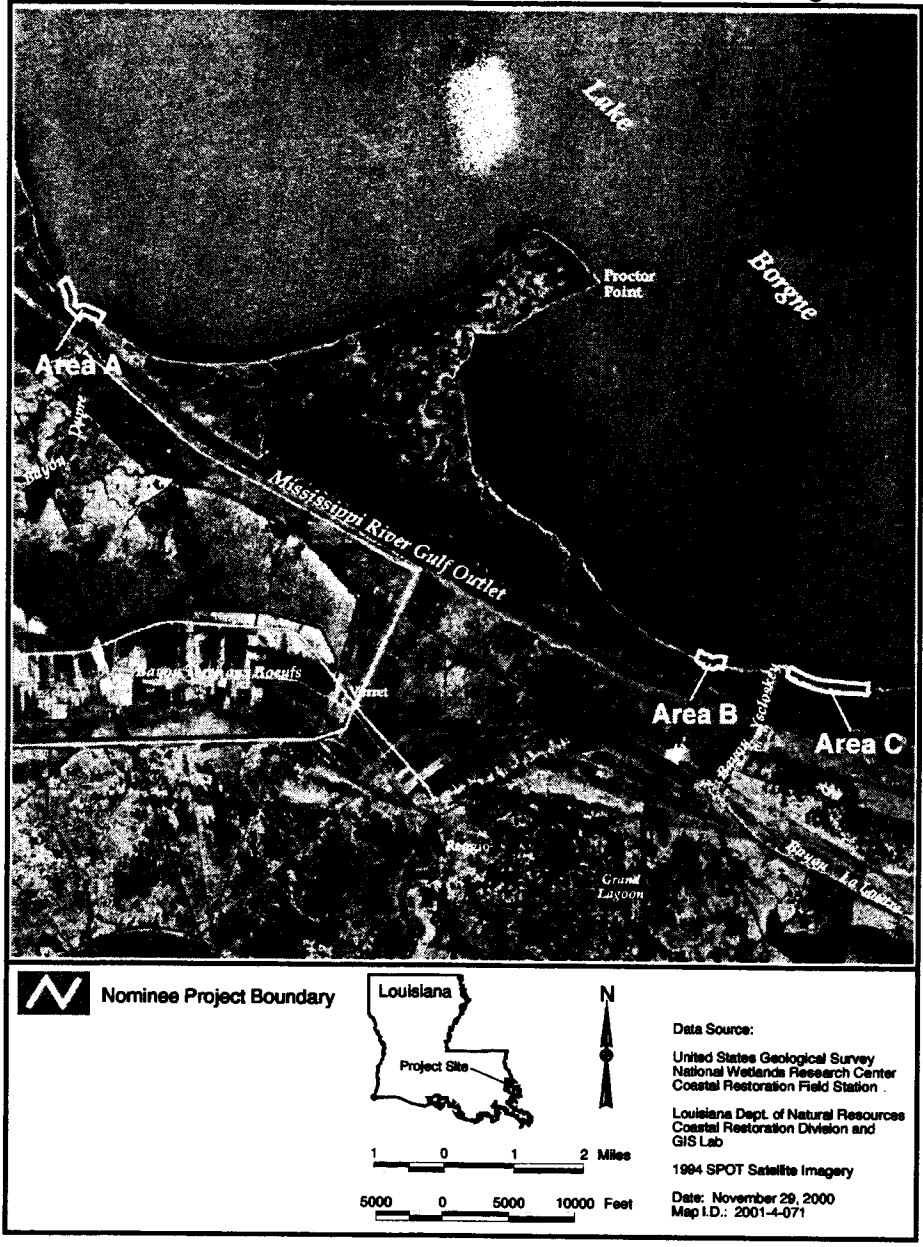 Lake
Borgne
Proctor
Point
Area A
Bayou
Dupre
Mississippi River Gulf Outlet
Verret
Area B
Bayou Yscloskey
Area C
Reggio
Grand
Lagoon
Bayou La Loutre
Nominee Project Boundary
Louisiana
Project Site
N
1 0 1 2 Miles
5000 0 5000 10000 Feet
Data Source:
United States Geological Survey
National Wetlands Research Center
Coastal Restoration Field Station
Louisiana Dept. of Natural Resources
Coastal Restoration Division and
GIS Lab
1994 SPOT Satellite Imagery
Date: November 29, 2000
Map I.D.: 2001-4-071